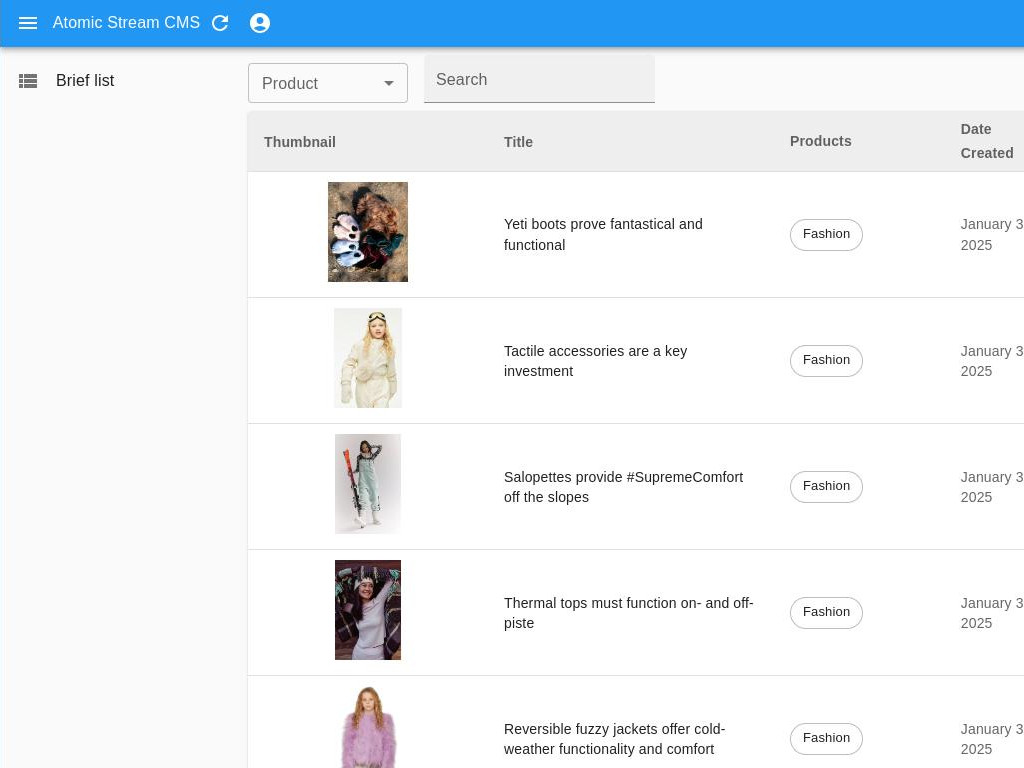 Atomic Stream CMS
Brief list
Product
Search
Thumbnail
Title
Products
Date
Created
Yeti boots prove fantastical and
functional
Fashion
January 3
2025
Tactile accessories are a key
investment
Fashion
January 3
2025
Salopettes provide #SupremeComfort
off the slopes
Fashion
January 3
2025
Thermal tops must function on- and off-
piste
Fashion
January 3
2025
Reversible fuzzy jackets offer cold-
weather functionality and comfort
Fashion
January 3
2025